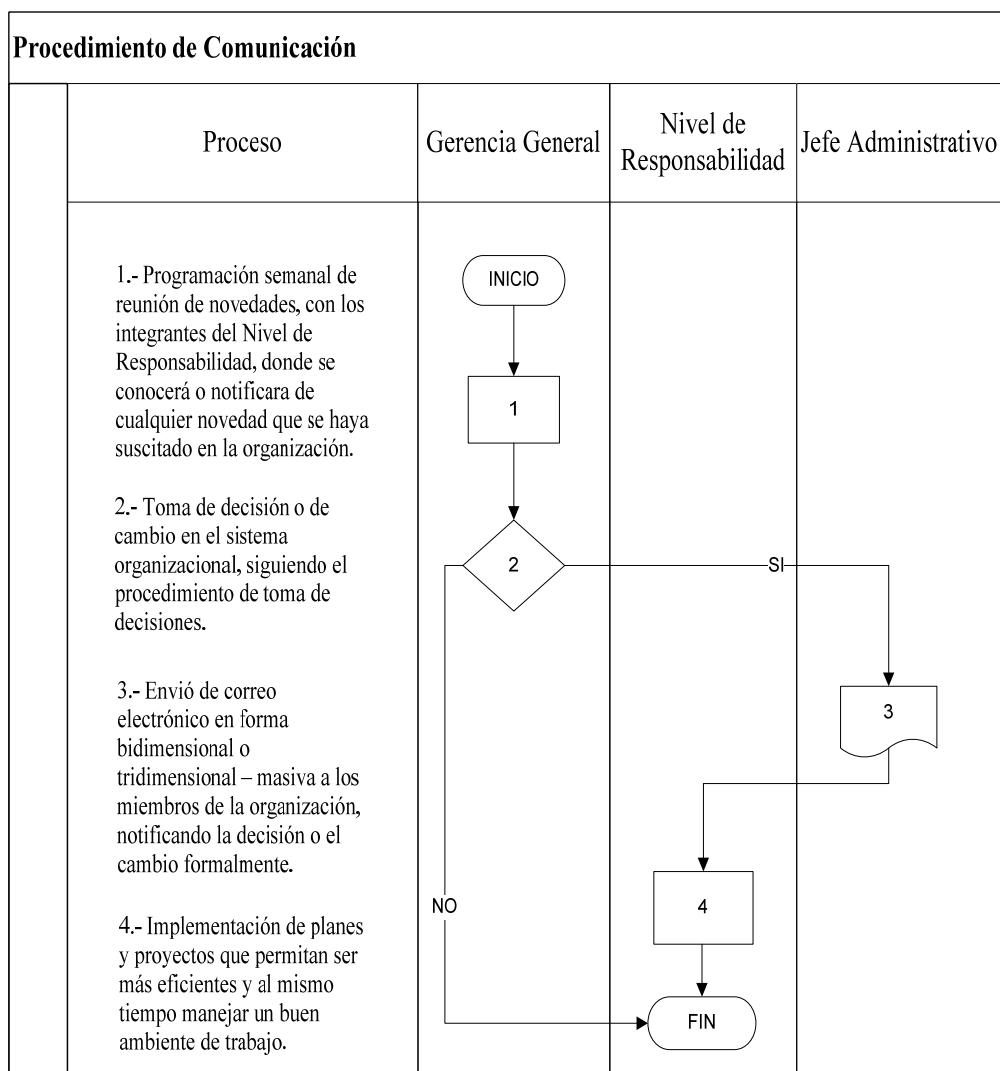 Procedimiento de Comunicación
Proceso
Gerencia General
Nivel de
Responsabilidad
Jefe Administrativo
1.- Programación semanal de
reunión de novedades, con los
integrantes del Nivel de
Responsabilidad, donde se
conocerá o notificara de
cualquier novedad que se haya
suscitado en la organización.
2.- Toma de decisión o de
cambio en el sistema
organizacional, siguiendo el
procedimiento de toma de
decisiones.
3.- Envió de correo
electrónico en forma
bidimensional o
tridimensional – masiva a los
miembros de la organización,
notificando la decisión o el
cambio formalmente.
4.- Implementación de planes
y proyectos que permitan ser
más eficientes y al mismo
tiempo manejar un buen
ambiente de trabajo.
INICIO
1
2
SI
3
NO
4
FIN